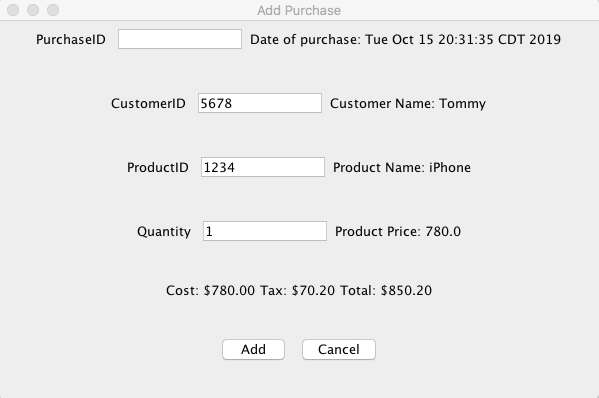 Add Purchase
PurchaseID Date of purchase: Tue Oct 15 20:31:35 CDT 2019
CustomerID 5678 Customer Name: Tommy
ProductID 1234 Product Name: iPhone
Quantity 1 Product Price: 780.0
Cost: $780.00 Tax: $70.20 Total: $850.20
Add Cancel